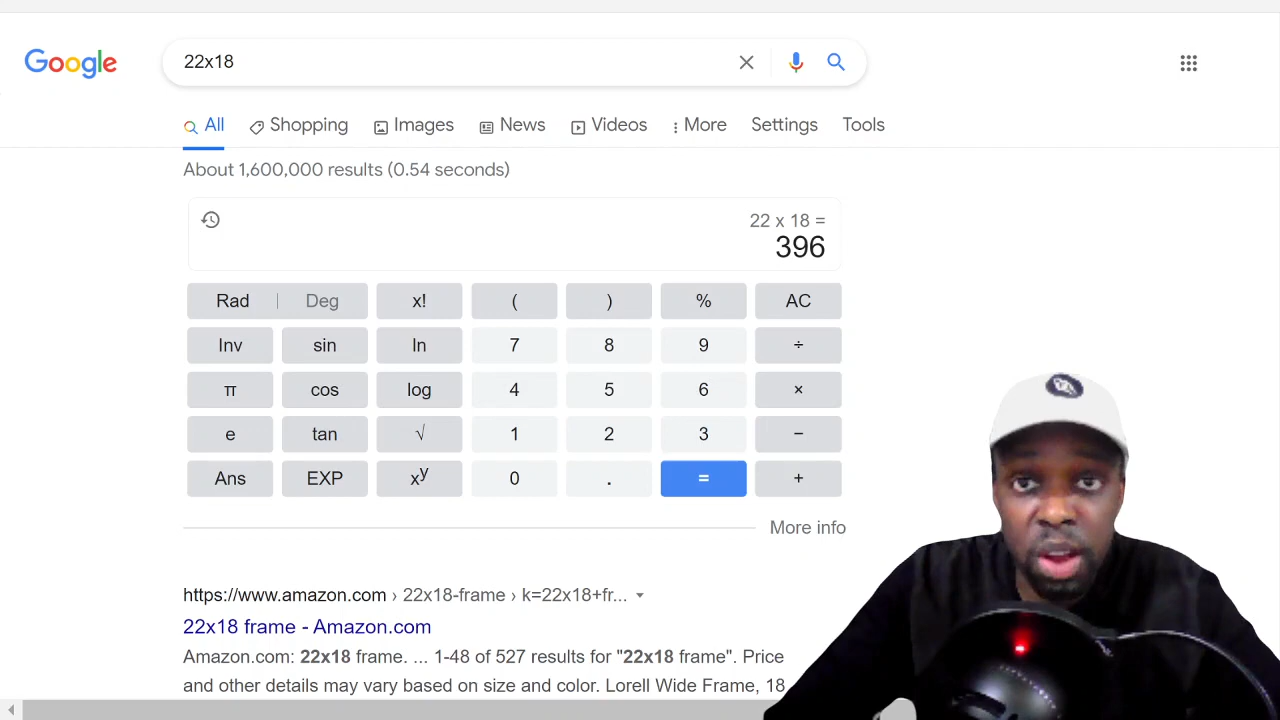 Google
22x18
All
Shopping
Images
News
Videos
More
Settings
Tools
About 1,600,000 results (0.54 seconds)
22 x 18 =
396
Rad | Deg x! ( ) % AC
Inv sin ln 7 8 9 ÷
π cos log 4 5 6 ×
e tan √ 1 2 3 −
Ans EXP xʸ 0 . = +
More info
https://www.amazon.com › 22x18-frame › k=22x18+fr...
22x18 frame - Amazon.com
Amazon.com: 22x18 frame. ... 1-48 of 527 results for "22x18 frame". Price
and other details may vary based on size and color. Lorell Wide Frame, 18